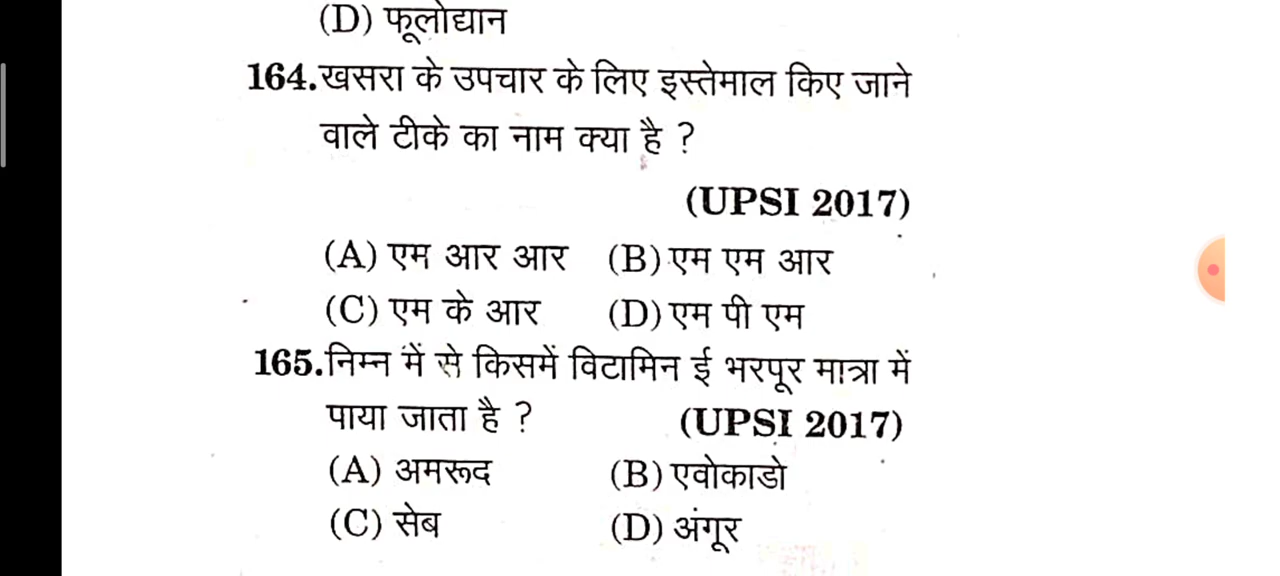 (D) फूलोद्यान
164. खसरा के उपचार के लिए इस्तेमाल किए जाने
वाले टीके का नाम क्या है ?
(UPSI 2017)
(A) एम आर आर (B) एम एम आर
(C) एम के आर (D) एम पी एम
165. निम्न में से किसमें विटामिन ई भरपूर मात्रा में
पाया जाता है ? (UPSI 2017)
(A) अमरूद (B) एवोकाडो
(C) सेब (D) अंगूर